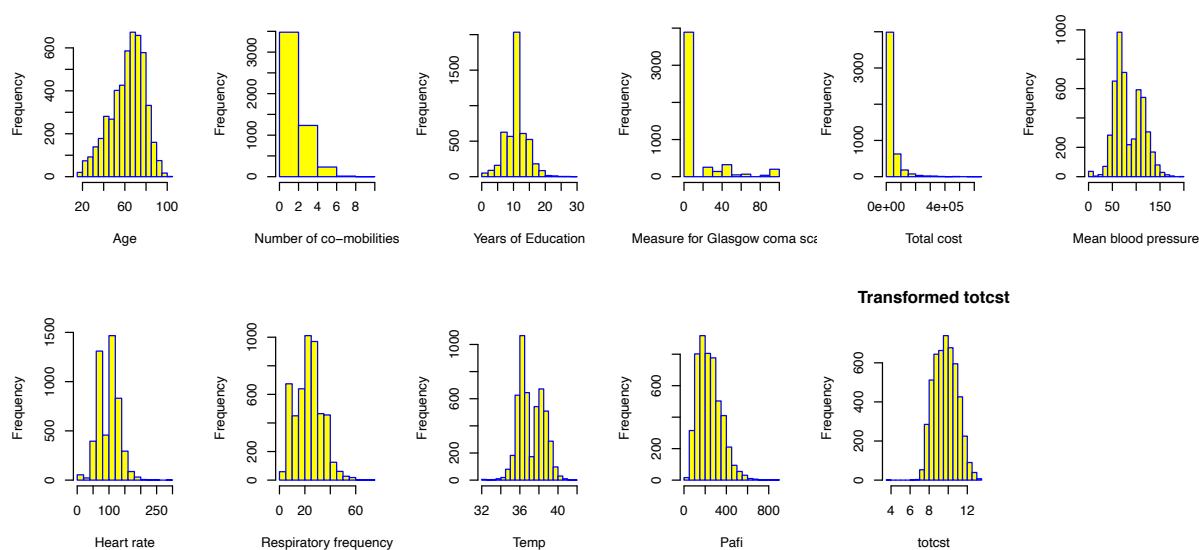 Frequency
0 200 400 600
20 60 100
Age
Frequency
0 1000 2000 3000
0 2 4 6 8
Number of co−mobilities
Frequency
0 500 1500
0 10 20 30
Years of Education
Frequency
0 1000 3000
0 40 80
Measure for Glasgow coma sca
Frequency
0 1000 3000
0e+00 4e+05
Total cost
Frequency
0 200 600 1000
0 50 150
Mean blood pressure
Frequency
0 500 1000 1500
0 100 250
Heart rate
Frequency
0 200 600 1000
0 20 60
Respiratory frequency
Frequency
0 200 600 1000
32 36 40
Temp
Frequency
0 200 600
0 400 800
Pafi
Transformed totcst
Frequency
0 200 400 600
4 6 8 12
totcst